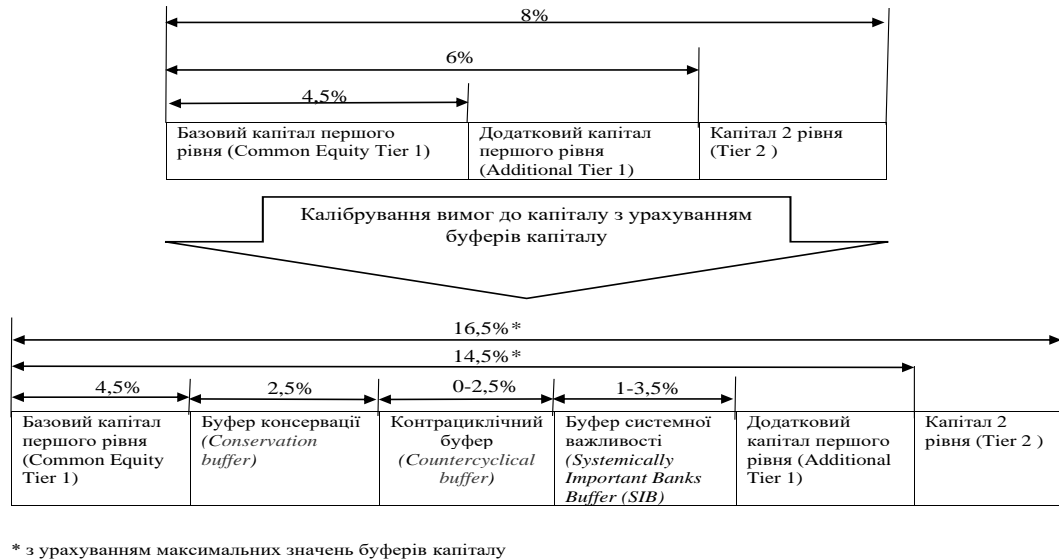 8%
6%
4,5%
Базовий капітал першого
рівня (Common Equity Tier 1)
Додатковий капітал
першого рівня
(Additional Tier 1)
Капітал 2 рівня
(Tier 2 )
Калібрування вимог до капіталу з урахуванням
буферів капіталу
16,5%*
14,5%*
4,5%
2,5%
0-2,5%
1-3,5%
Базовий капітал
першого рівня
(Common Equity
Tier 1)
Буфер консервації
(Conservation
buffer)
Контрациклічний
буфер
(Countercyclical
buffer)
Буфер системної
важливості
(Systemically
Important Banks
Buffer (SIB)
Додатковий
капітал першого
рівня (Additional
Tier 1)
Капітал 2
рівня (Tier 2 )
* з урахуванням максимальних значень буферів капіталу